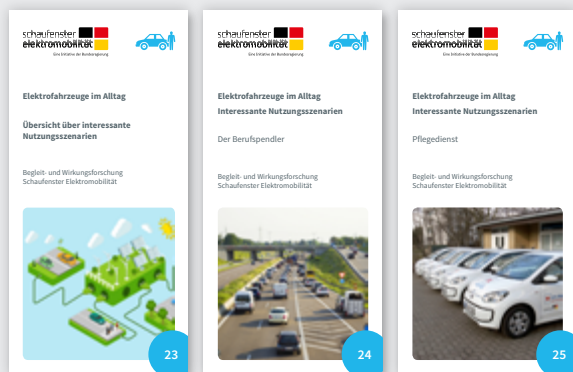 schaufenster
elektromobilität
Eine Initiative der Bundesregierung
Elektrofahrzeuge im Alltag
Übersicht über interessante
Nutzungsszenarien
Begleit- und Wirkungsforschung
Schaufenster Elektromobilität
23
schaufenster
elektromobilität
Eine Initiative der Bundesregierung
Elektrofahrzeuge im Alltag
Interessante Nutzungsszenarien
Der Berufspendler
Begleit- und Wirkungsforschung
Schaufenster Elektromobilität
24
schaufenster
elektromobilität
Eine Initiative der Bundesregierung
Elektrofahrzeuge im Alltag
Interessante Nutzungsszenarien
Pflegedienst
Begleit- und Wirkungsforschung
Schaufenster Elektromobilität
25